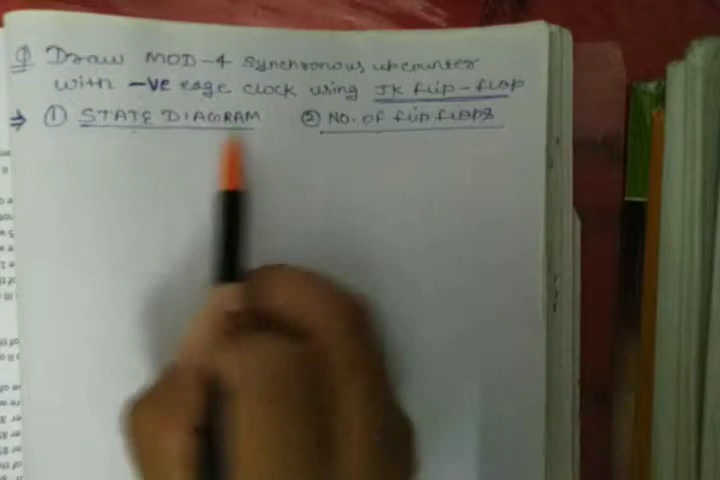 Q Draw MOD-4 synchronous upcounter
with -ve edge clock using JK flip-flop
⇒ ① STATE DIAGRAM ② NO. OF flip flops